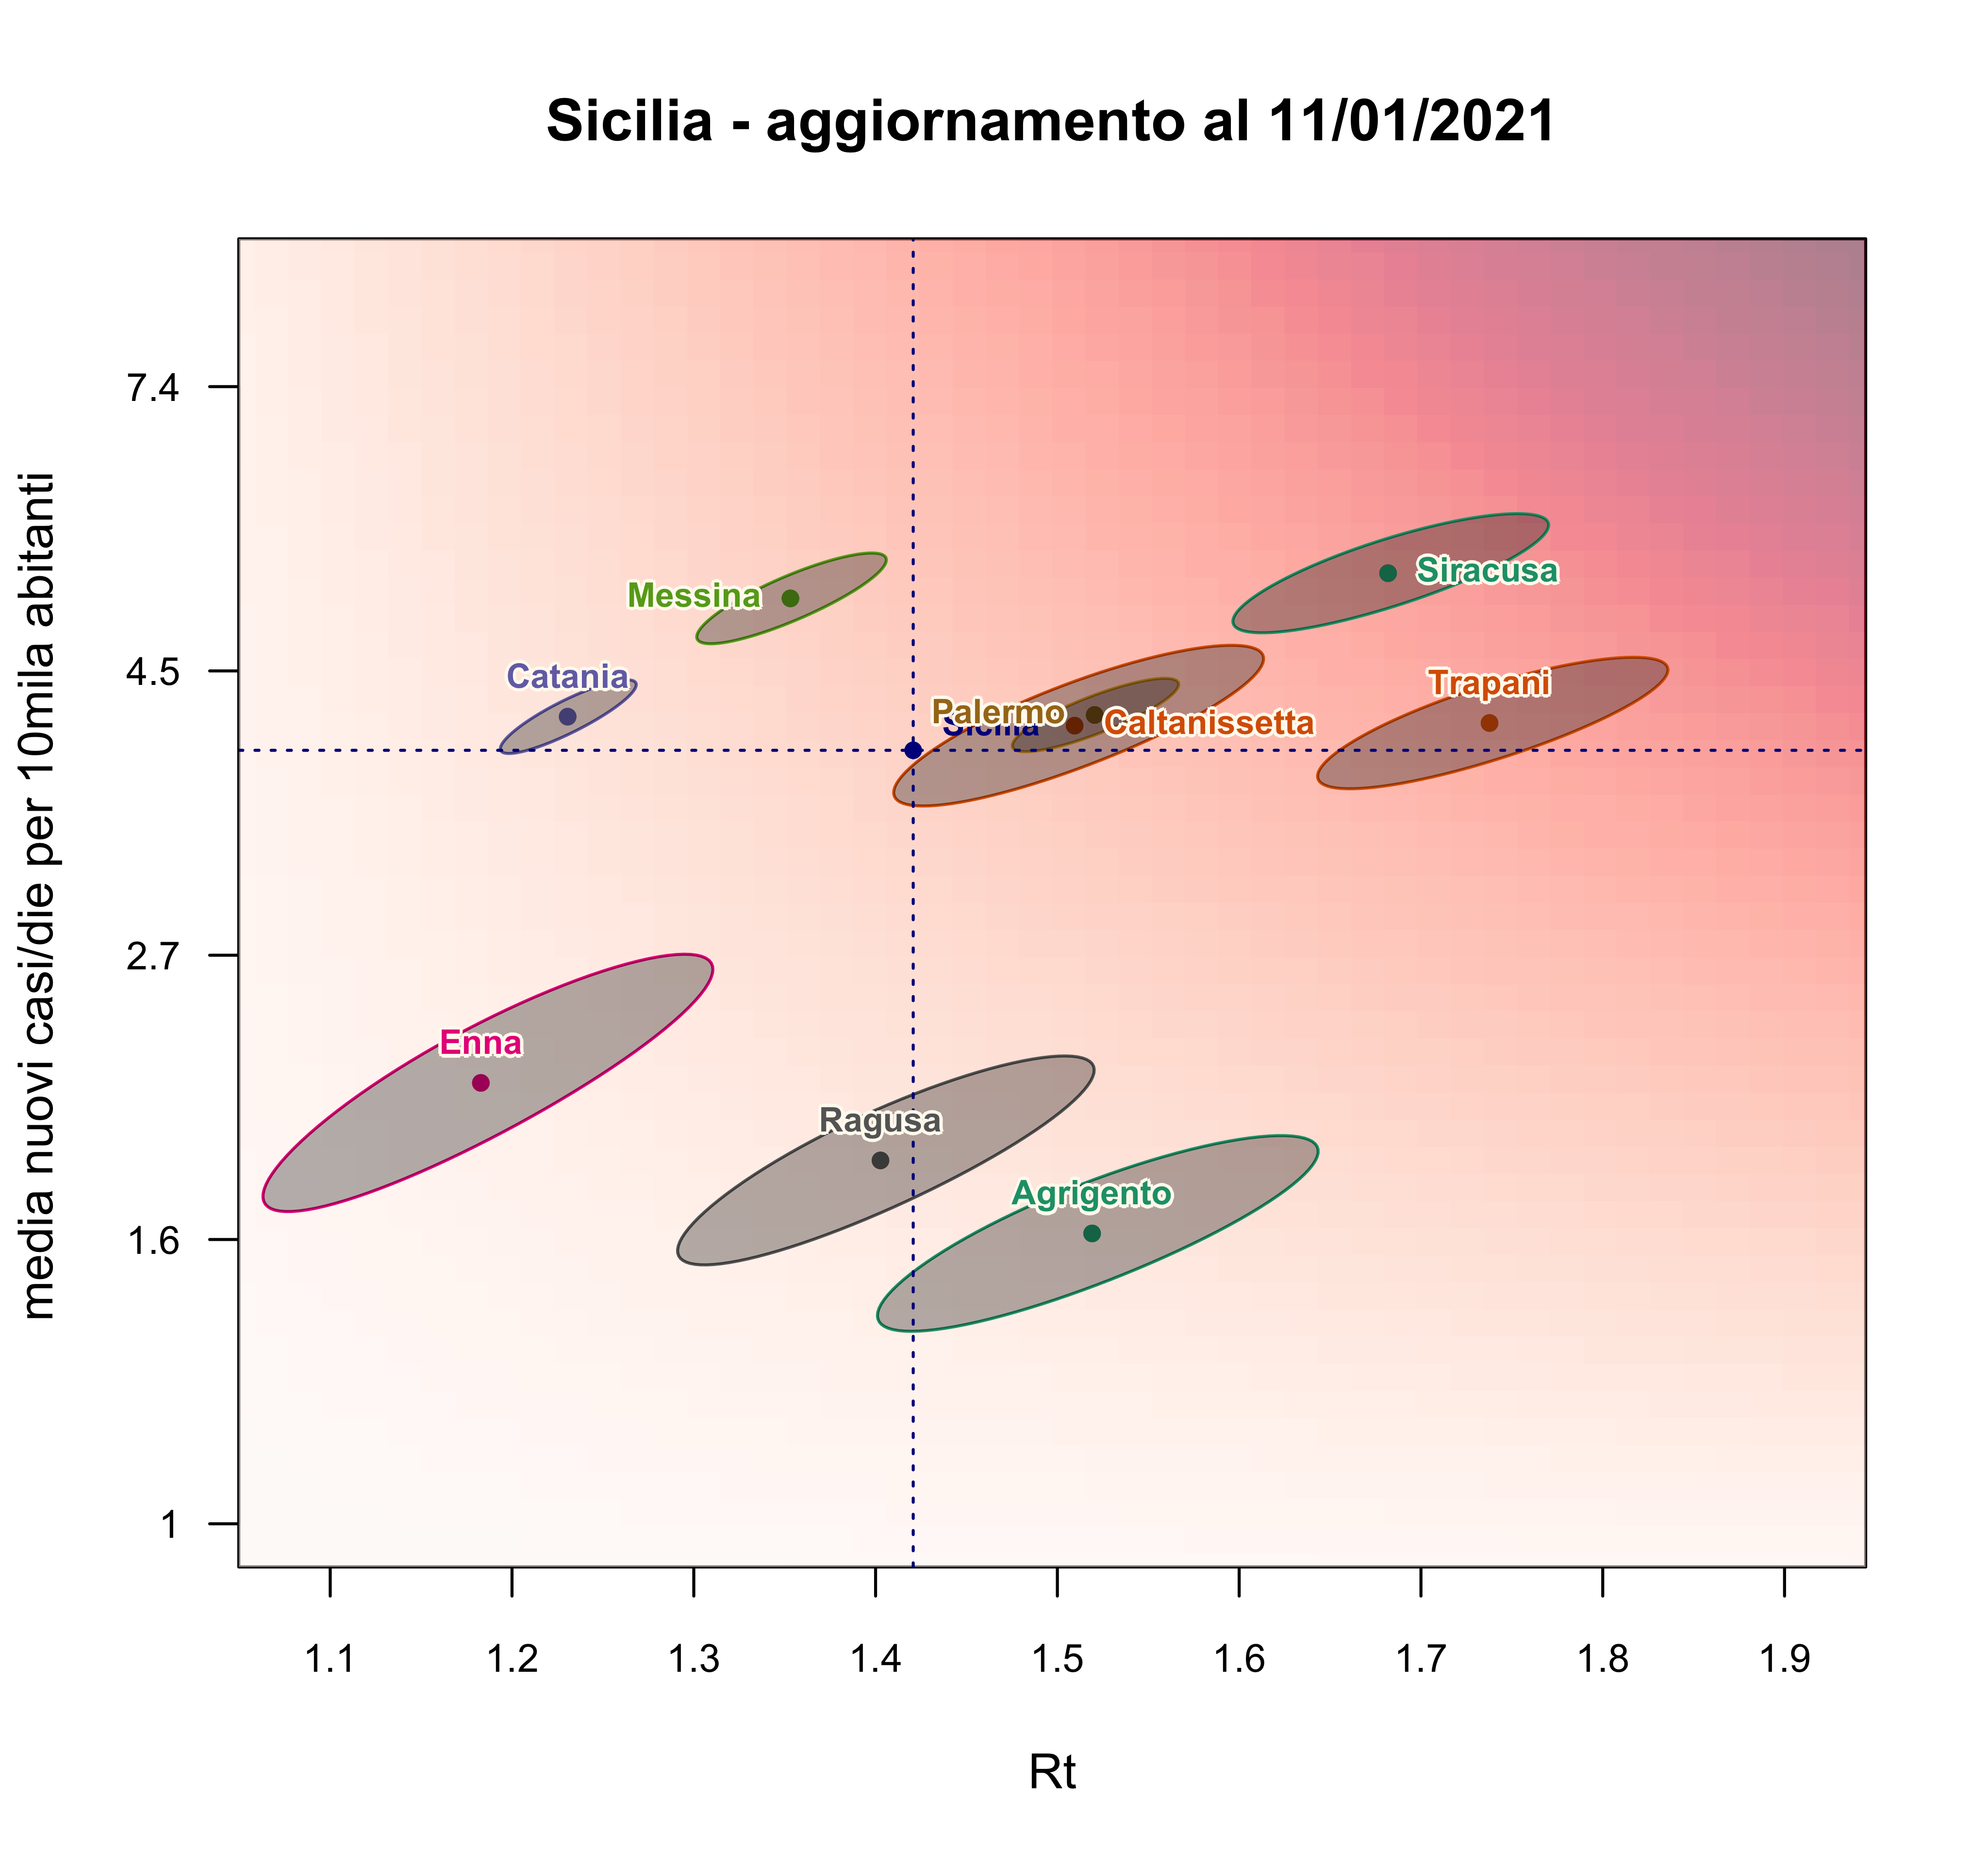 Sicilia - aggiornamento al 11/01/2021
media nuovi casi/die per 10mila abitanti
7.4
4.5
2.7
1.6
1
Siracusa
Messina
Catania
Trapani
Palermo
Sicilia
Caltanissetta
Enna
Ragusa
Agrigento
1.1 1.2 1.3 1.4 1.5 1.6 1.7 1.8 1.9
Rt